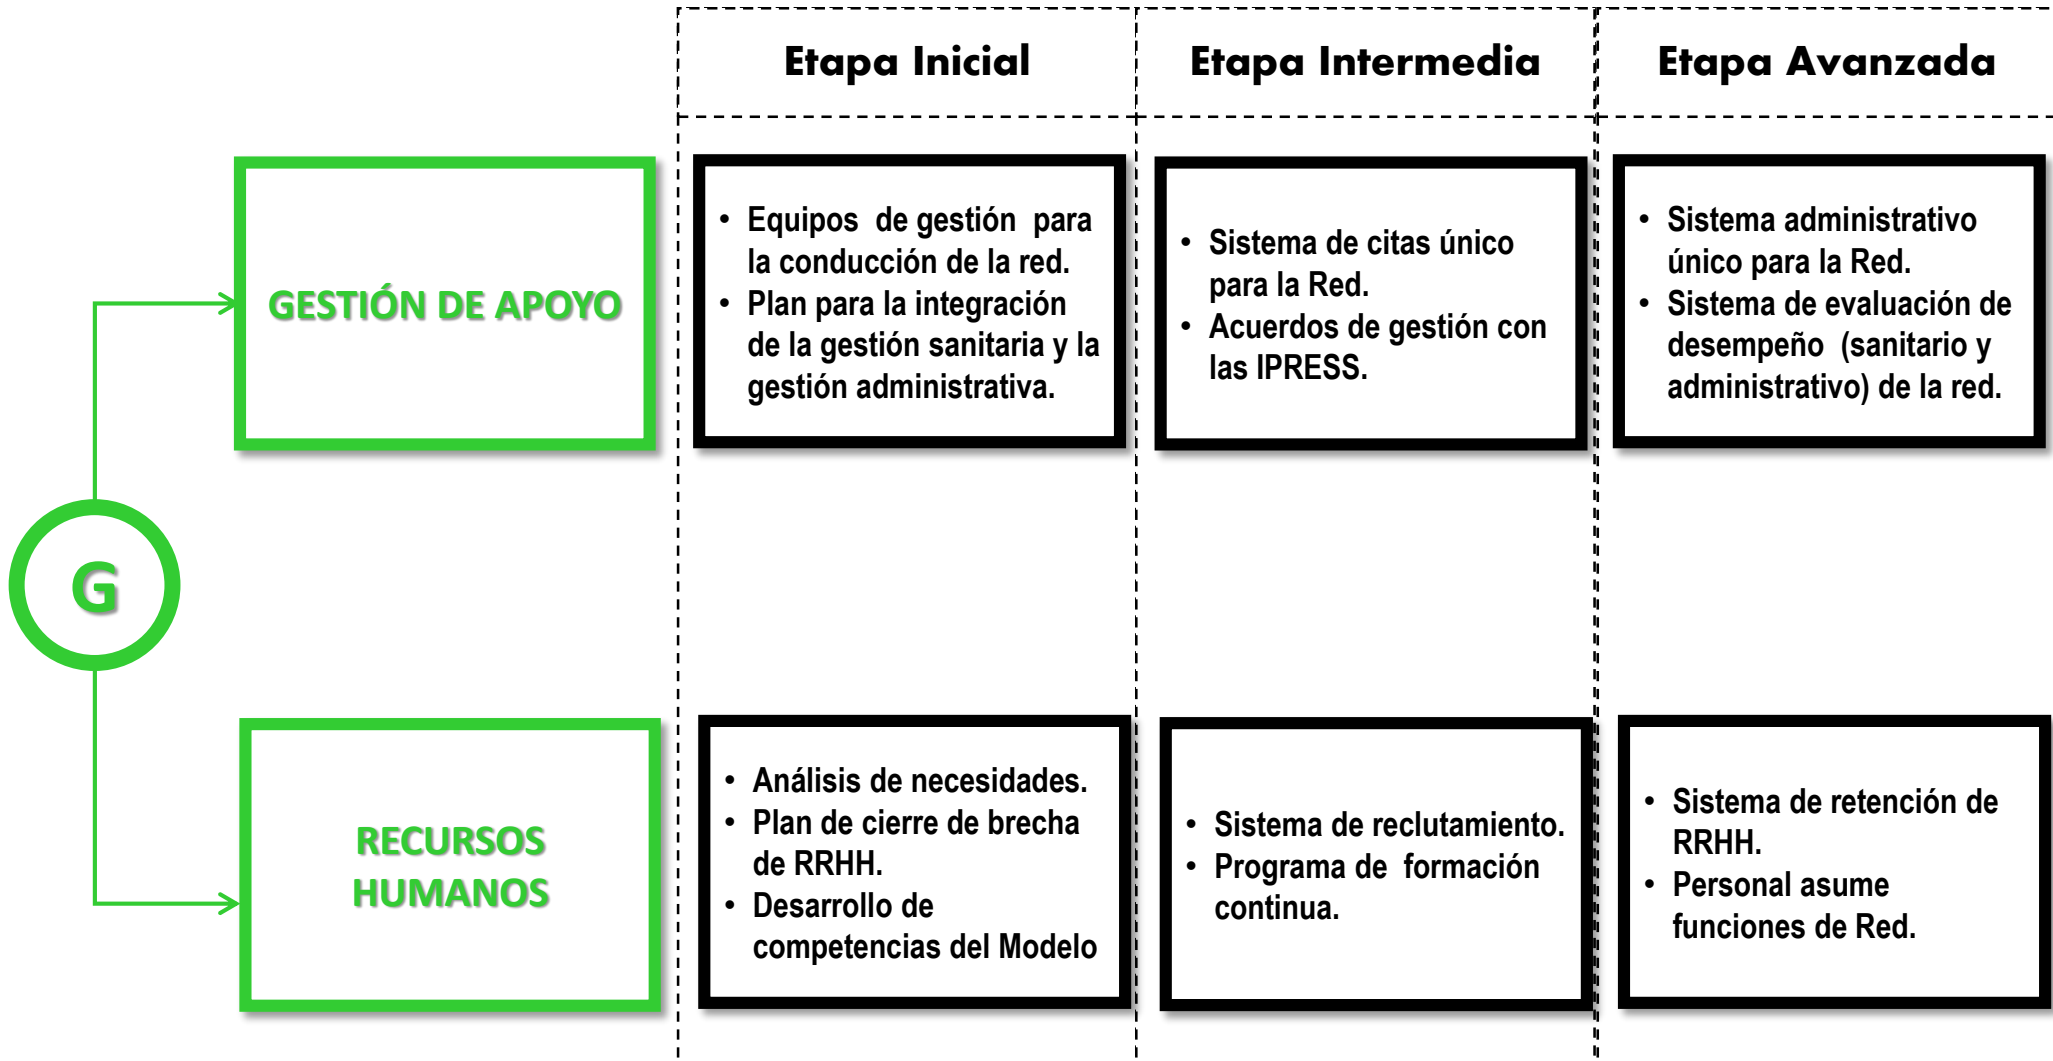 Etapa Inicial
Etapa Intermedia
Etapa Avanzada
GESTIÓN DE APOYO
• Equipos de gestión para
la conducción de la red.
• Plan para la integración
de la gestión sanitaria y la
gestión administrativa.
• Sistema de citas único
para la Red.
• Acuerdos de gestión con
las IPRESS.
• Sistema administrativo
único para la Red.
• Sistema de evaluación de
desempeño (sanitario y
administrativo) de la red.
G
RECURSOS
HUMANOS
• Análisis de necesidades.
• Plan de cierre de brecha
de RRHH.
• Desarrollo de
competencias del Modelo
• Sistema de reclutamiento.
• Programa de formación
continua.
• Sistema de retención de
RRHH.
• Personal asume
funciones de Red.